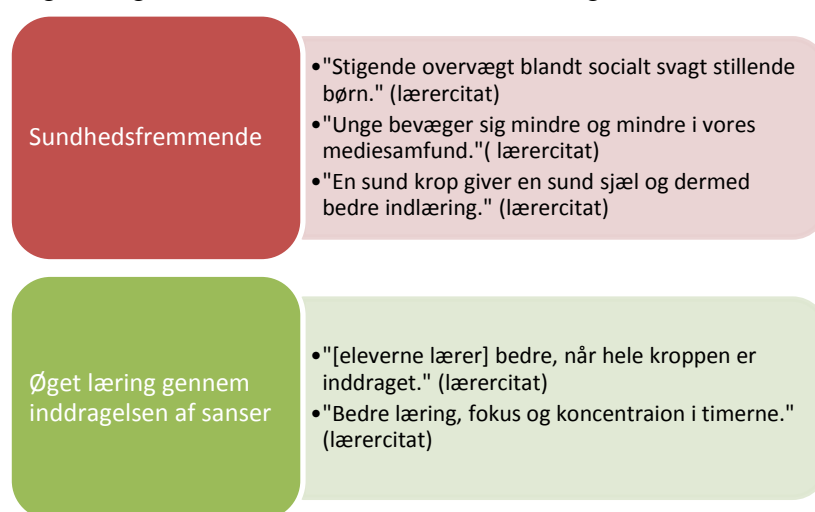 Sundhedsfremmende
•"Stigende overvægt blandt socialt svagt stillende
børn." (lærercitat)
•"Unge bevæger sig mindre og mindre i vores
mediesamfund."( lærercitat)
•"En sund krop giver en sund sjæl og dermed
bedre indlæring." (lærercitat)
Øget læring gennem
inddragelsen af sanser
•"[eleverne lærer] bedre, når hele kroppen er
inddraget." (lærercitat)
•"Bedre læring, fokus og koncentraion i timerne."
(lærercitat)